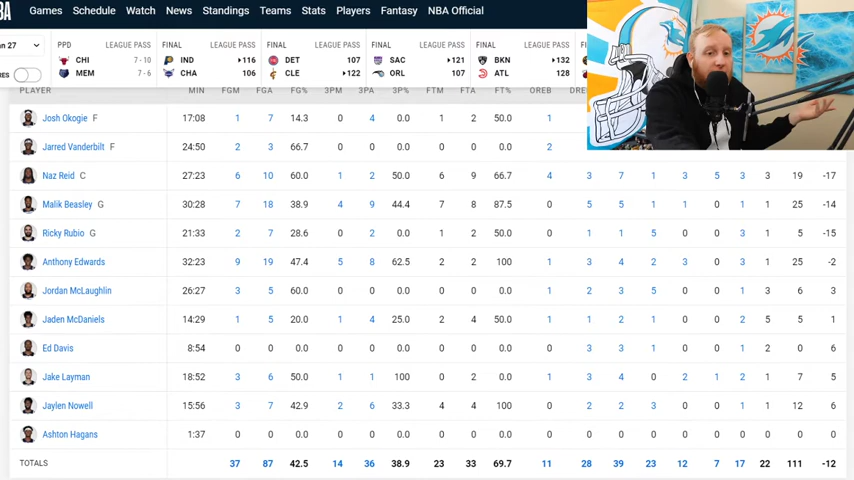 BA Games Schedule Watch News Standings Teams Stats Players Fantasy NBA Official
n 27 PPD LEAGUE PASS FINAL LEAGUE PASS FINAL LEAGUE PASS FINAL LEAGUE PASS FINAL LEAGUE PASS
CHI 7 - 10 IND 116 DET 107 SAC 121 BKN 132
RES MEM 7 - 6 CHA 106 CLE 122 ORL 107 ATL 128
PLAYER MIN FGM FGA FG% 3PM 3PA 3P% FTM FTA FT% OREB DRE
Josh Okogie F 17:08 1 7 14.3 0 4 0.0 1 2 50.0 1
Jarred Vanderbilt F 24:50 2 3 66.7 0 0 0.0 0 0 0.0 2
Naz Reid C 27:23 6 10 60.0 1 2 50.0 6 9 66.7 4 3 7 1 3 5 3 3 19 -17
Malik Beasley G 30:28 7 18 38.9 4 9 44.4 7 8 87.5 0 5 5 1 1 0 1 1 25 -14
Ricky Rubio G 21:33 2 7 28.6 0 2 0.0 1 2 50.0 0 1 1 5 0 0 3 1 5 -15
Anthony Edwards 32:23 9 19 47.4 5 8 62.5 2 2 100 1 3 4 2 3 0 3 1 25 -2
Jordan McLaughlin 26:27 3 5 60.0 0 0 0.0 0 0 0.0 1 2 3 5 0 0 1 3 6 3
Jaden McDaniels 14:29 1 5 20.0 1 4 25.0 2 4 50.0 1 1 2 1 0 0 2 5 5 1
Ed Davis 8:54 0 0 0.0 0 0 0.0 0 0 0.0 0 3 3 1 0 0 1 2 0 6
Jake Layman 18:52 3 6 50.0 1 1 100 0 2 0.0 1 3 4 0 2 1 2 1 7 5
Jaylen Nowell 15:56 3 7 42.9 2 6 33.3 4 4 100 0 2 2 3 0 0 1 1 12 6
Ashton Hagans 1:37 0 0 0.0 0 0 0.0 0 0 0.0 0 0 0 0 0 0 0 0 0 0
TOTALS 37 87 42.5 14 36 38.9 23 33 69.7 11 28 39 23 12 7 17 22 111 -12